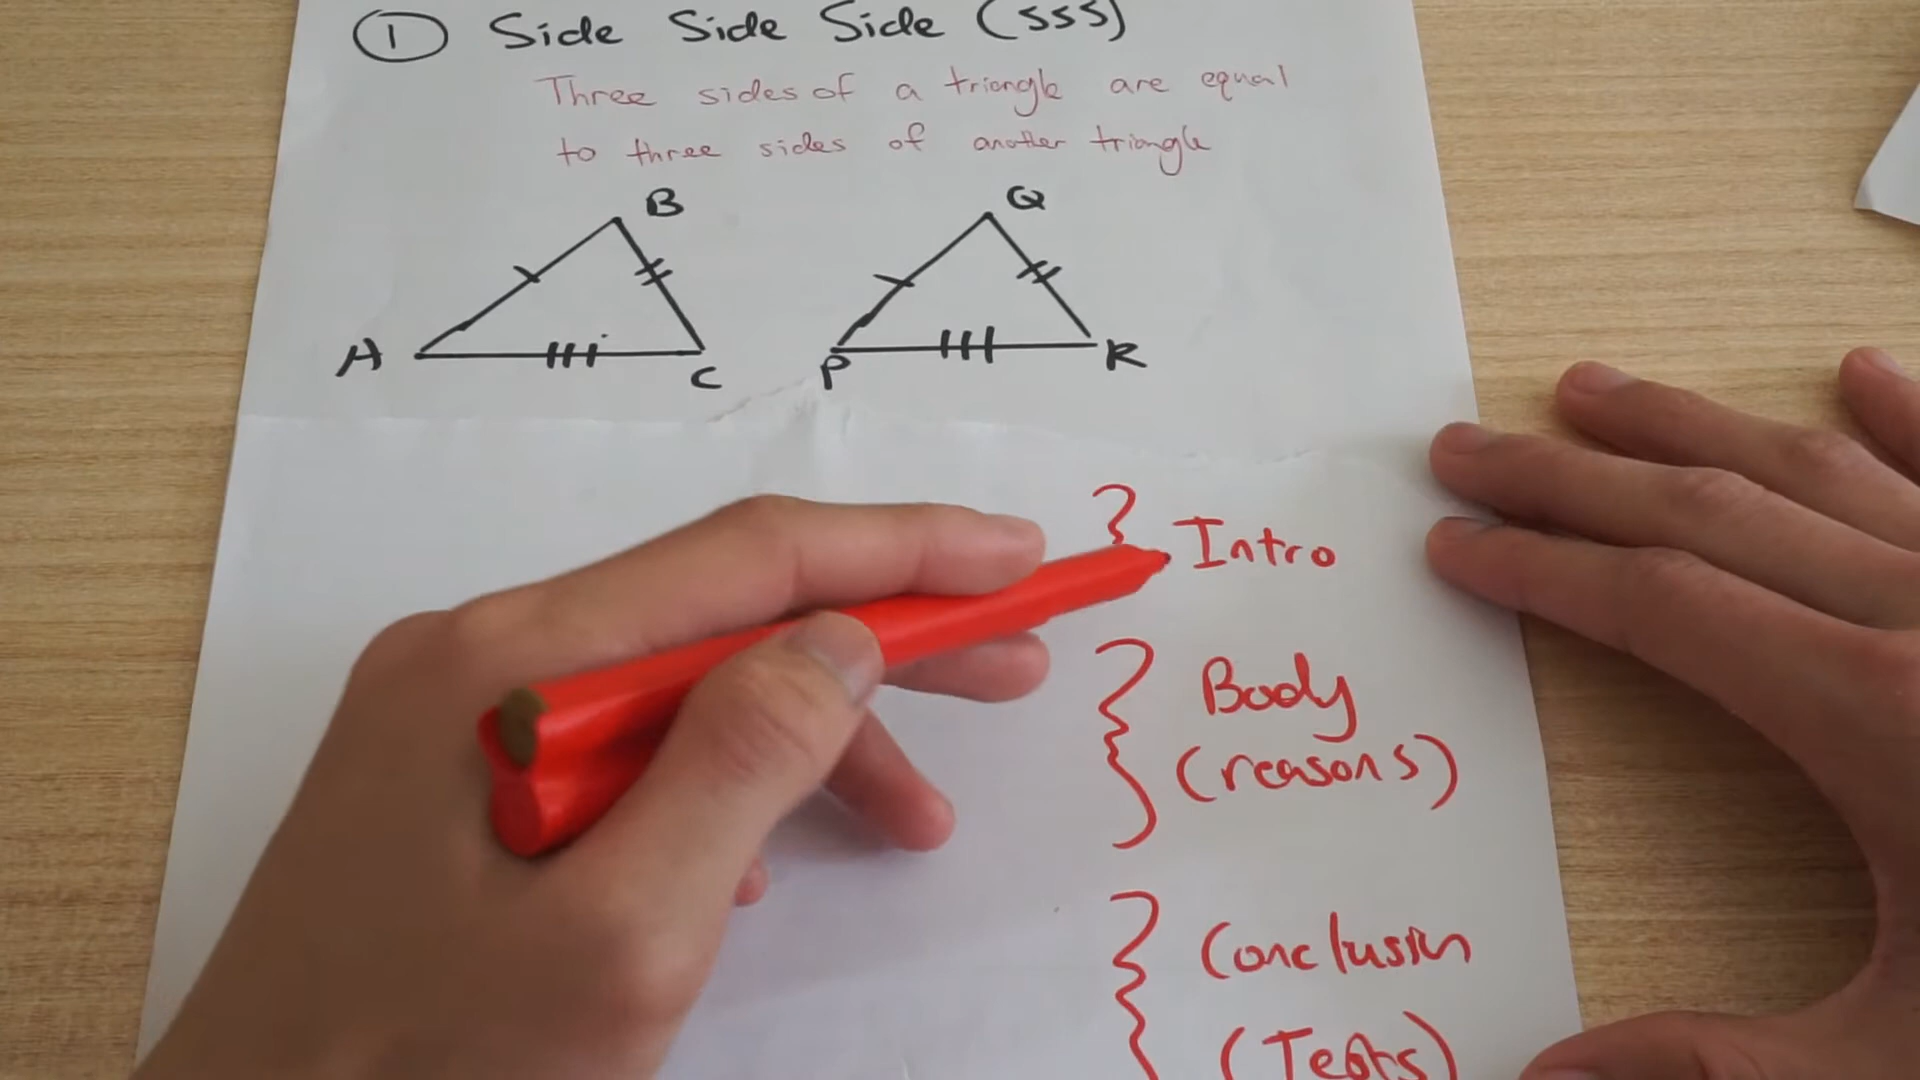 1 Side Side Side (SSS)
Three sides of a triangle are equal
to three sides of another triangle
B
Q
A
C
P
R
Intro
Body
(reasons)
Conclusion
(Tests)